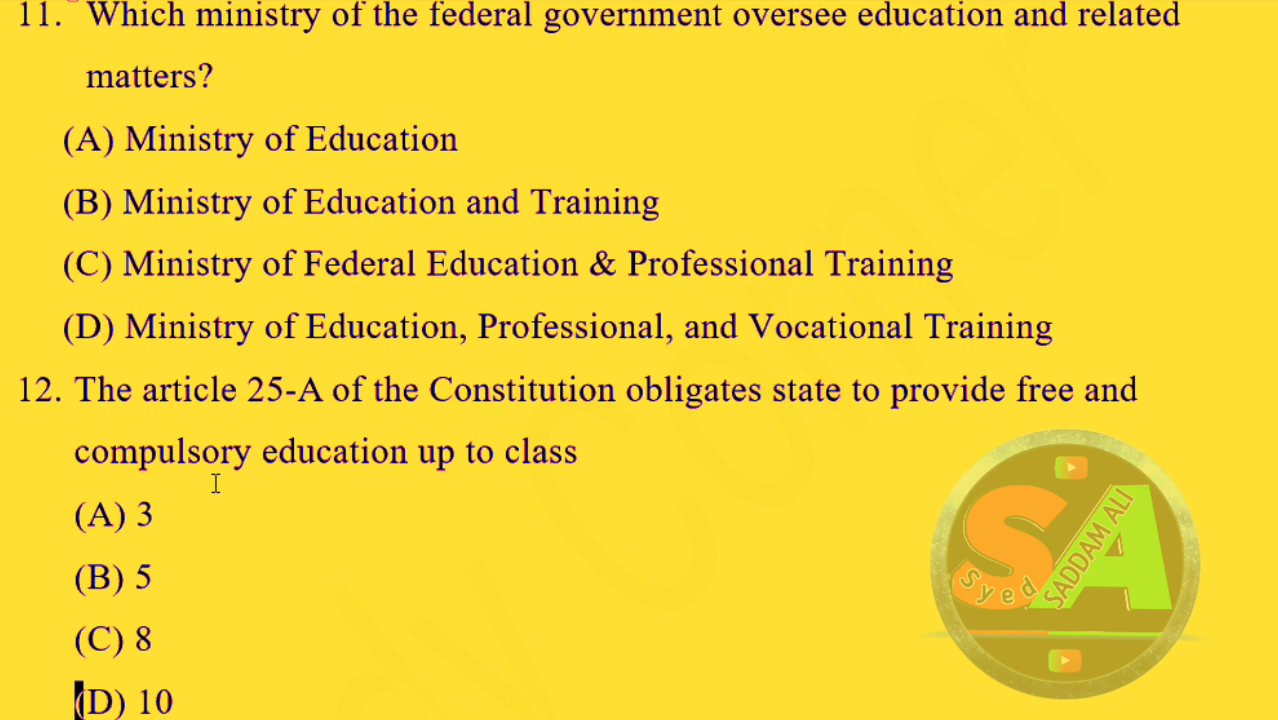 11. Which ministry of the federal government oversee education and related
matters?
(A) Ministry of Education
(B) Ministry of Education and Training
(C) Ministry of Federal Education & Professional Training
(D) Ministry of Education, Professional, and Vocational Training
12. The article 25-A of the Constitution obligates state to provide free and
compulsory education up to class
(A) 3
(B) 5
(C) 8
(D) 10
SA
Syed
SADDAM ALI